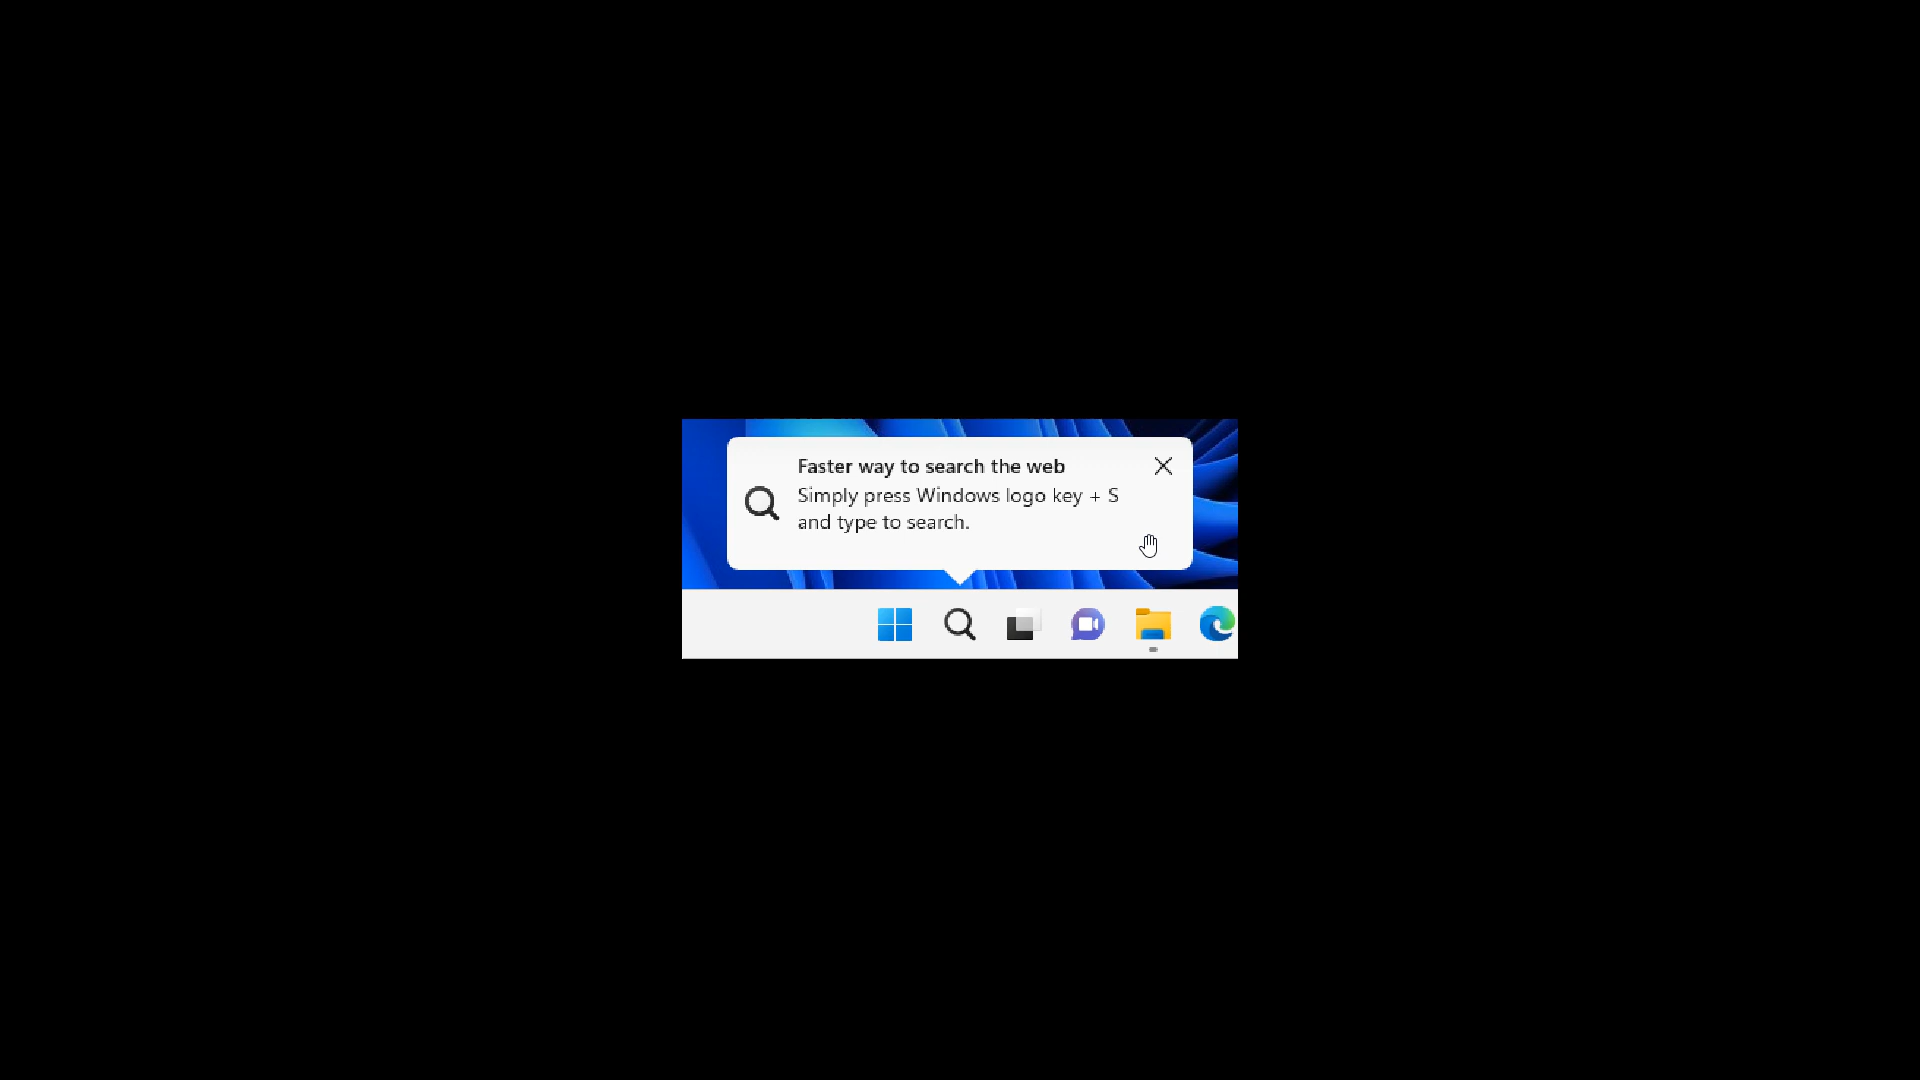 Faster way to search the web
Simply press Windows logo key + S
and type to search.